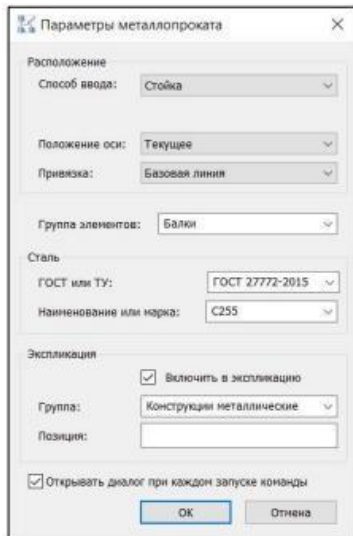 Параметры металлопроката
Расположение
Способ ввода: Стойка
Положение оси: Текущее
Привязка: Базовая линия
Группа элементов: Балки
Сталь
ГОСТ или ТУ: ГОСТ 27772-2015
Наименование или марка: С255
Экспликация
Включить в экспликацию
Группа: Конструкции металлические
Позиция:
Открывать диалог при каждом запуске команды
ОК Отмена